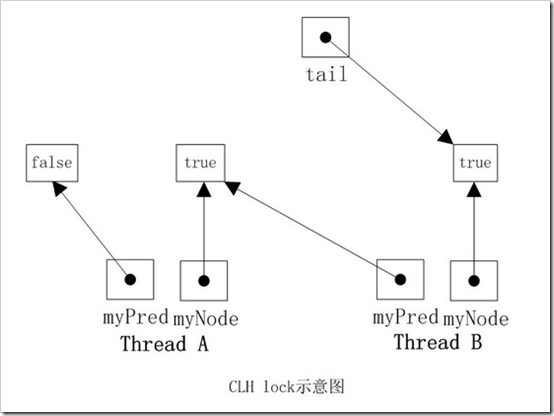 tail
false
true
true
myPred myNode
Thread A
myPred myNode
Thread B
CLH lock示意图